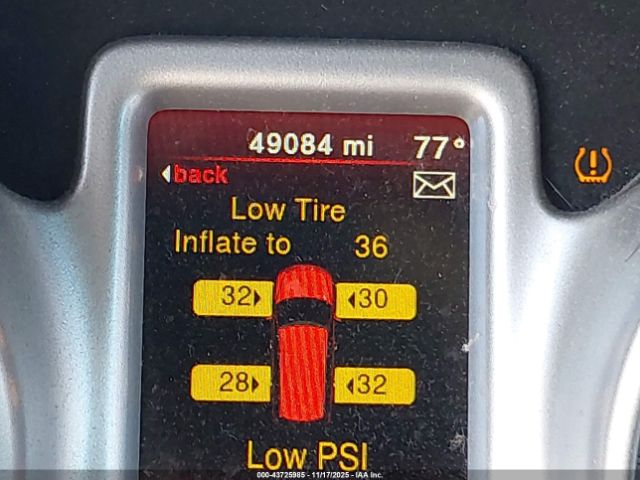 49084 mi 77°
back
Low Tire
Inflate to 36
32 30
28 32
Low PSI
000-43725985 - 11/17/2025 - IAA Inc.